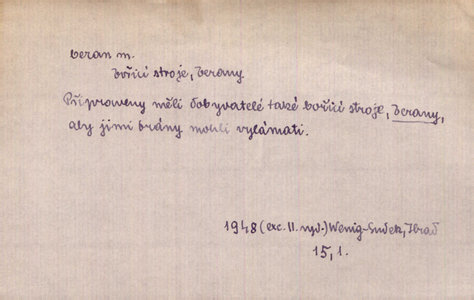 beran m.
bořicí stroje, berany
Připraveny měli dobyvatelé také bořicí stroje, berany,
aby jimi brány mohli vylámati.
1948 (exc. II. vyd.) Wenig-Sudek, Hrad
15, 1.